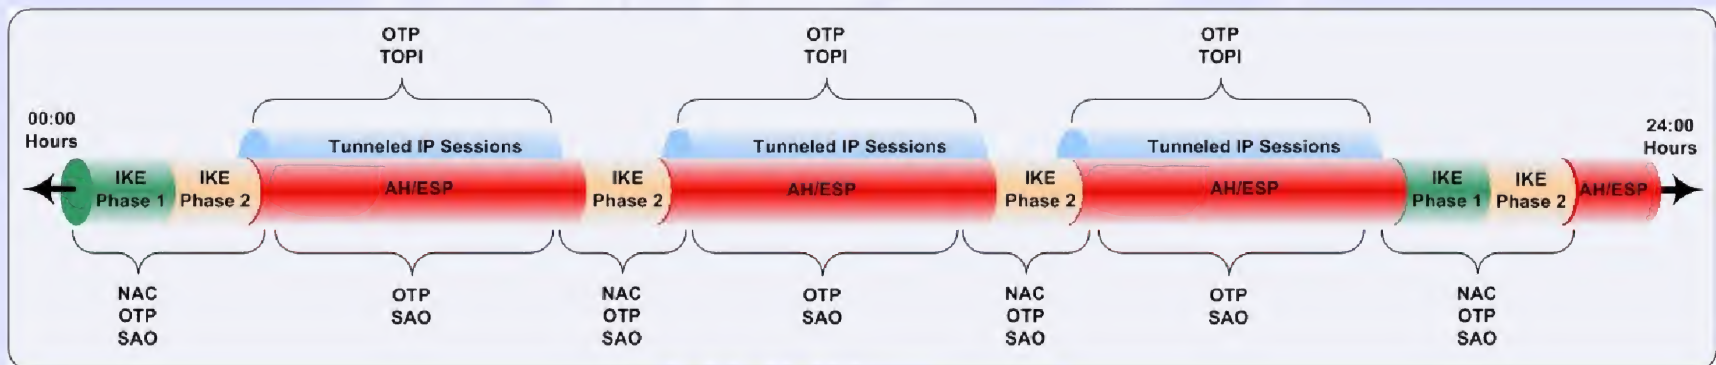 OTP
TOPI
OTP
TOPI
OTP
TOPI
00:00
Hours
24:00
Hours
Tunneled IP Sessions
Tunneled IP Sessions
Tunneled IP Sessions
IKE
Phase 1
IKE
Phase 2
AH/ESP
IKE
Phase 2
AH/ESP
IKE
Phase 2
AH/ESP
IKE
Phase 1
IKE
Phase 2
AH/ESP
NAC
OTP
SAO
OTP
SAO
NAC
OTP
SAO
OTP
SAO
NAC
OTP
SAO
OTP
SAO
NAC
OTP
SAO